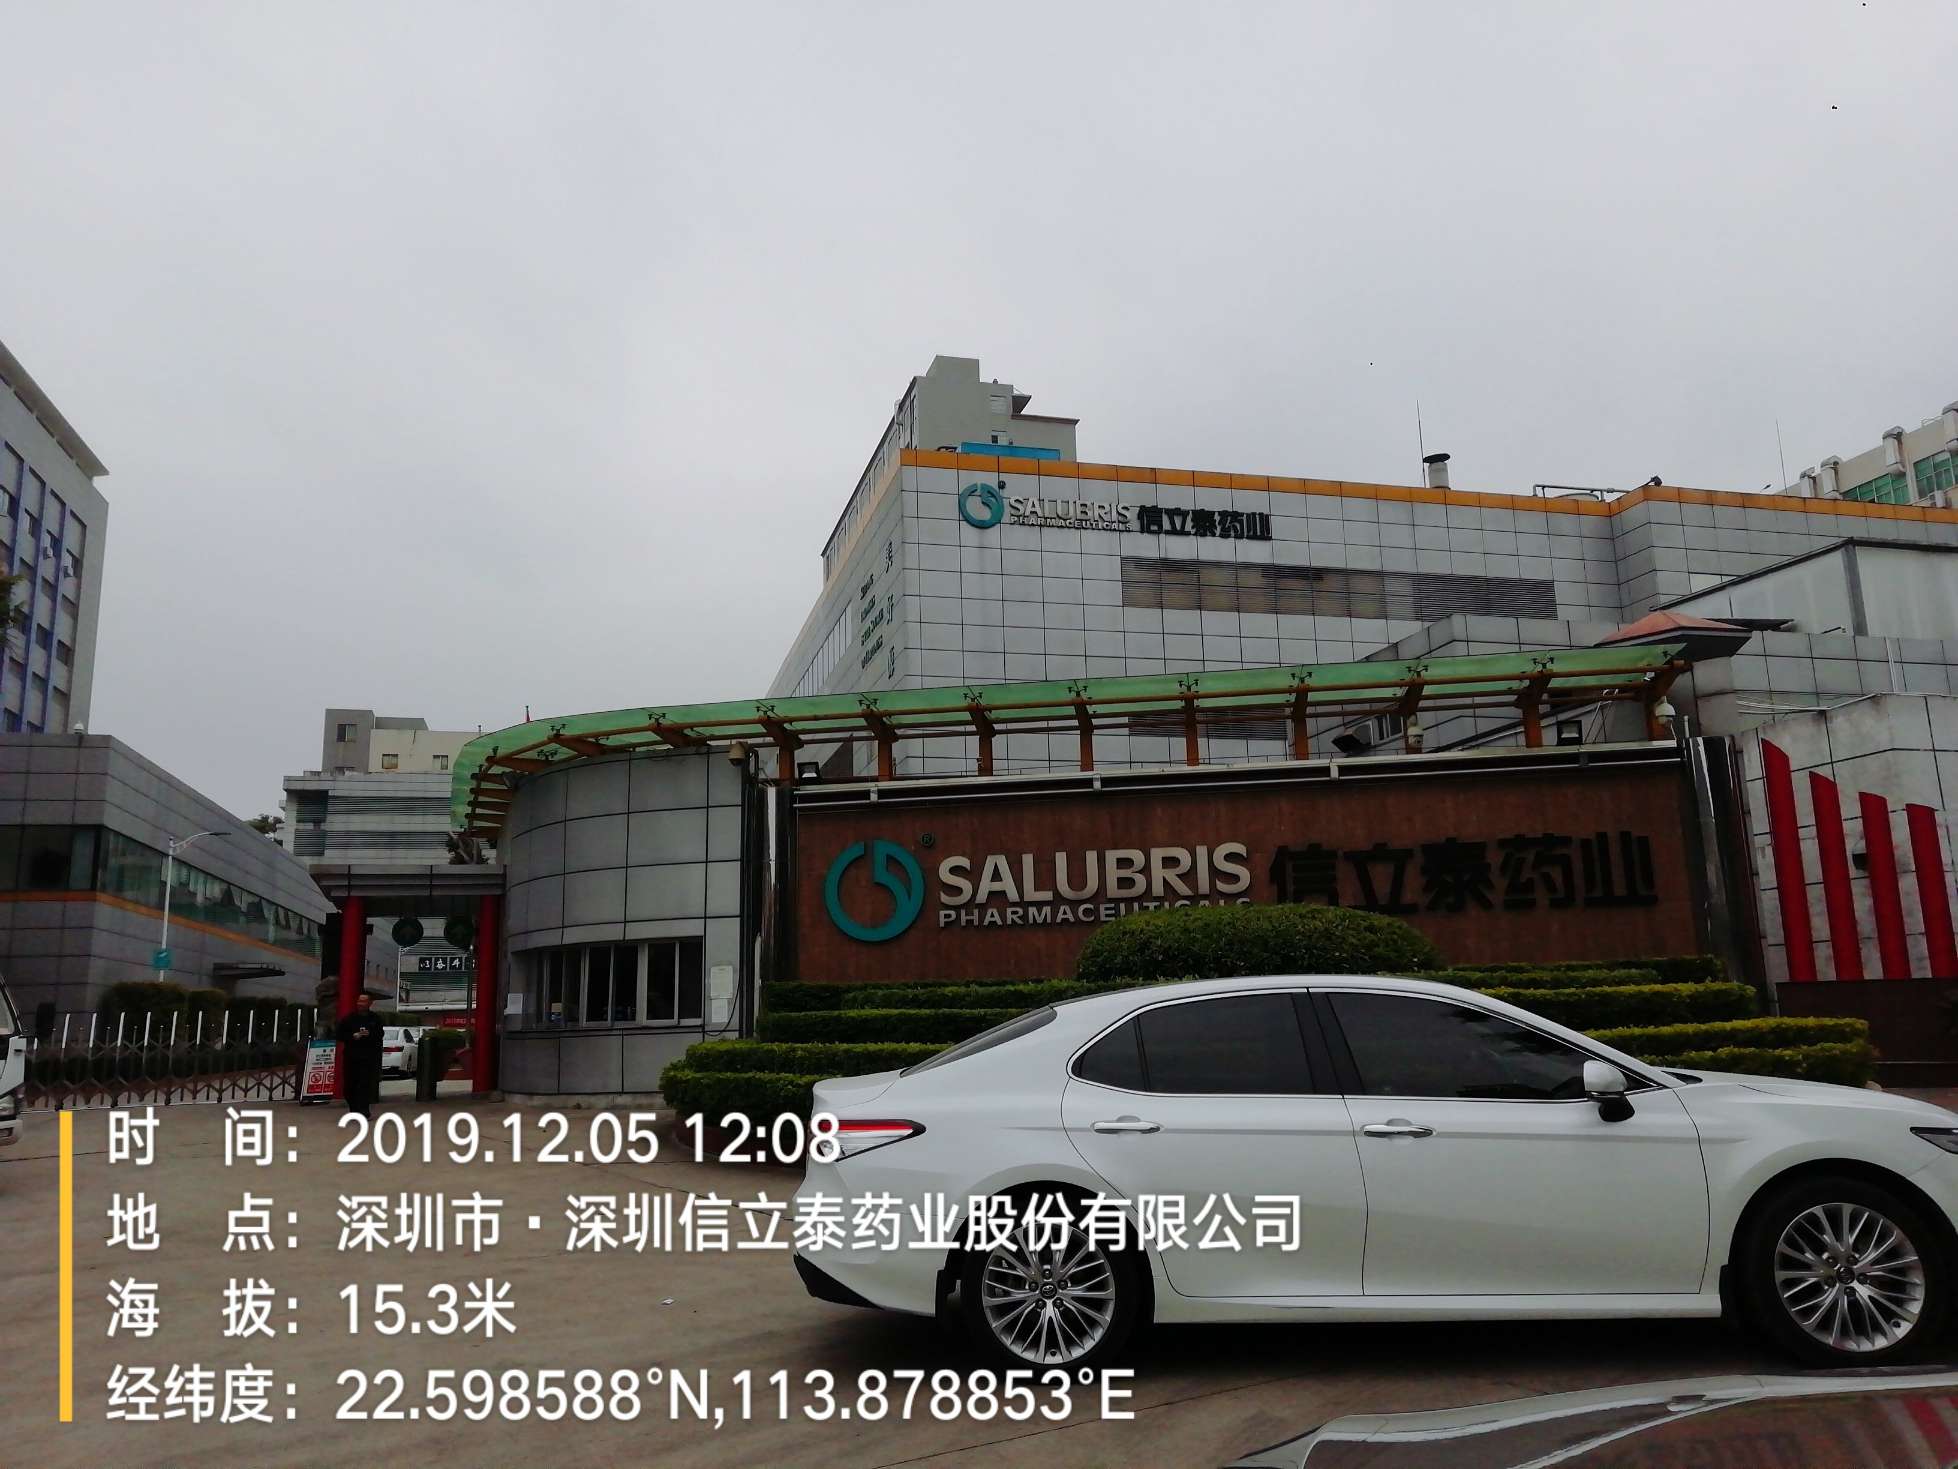 SALUBRIS
PHARMACEUTICALS
信立泰药业
SALUBRIS
PHARMACEUTICALS
信立泰药业
时 间：2019.12.05 12:08
地 点：深圳市·深圳信立泰药业股份有限公司
海 拔：15.3米
经纬度：22.598588°N,113.878853°E